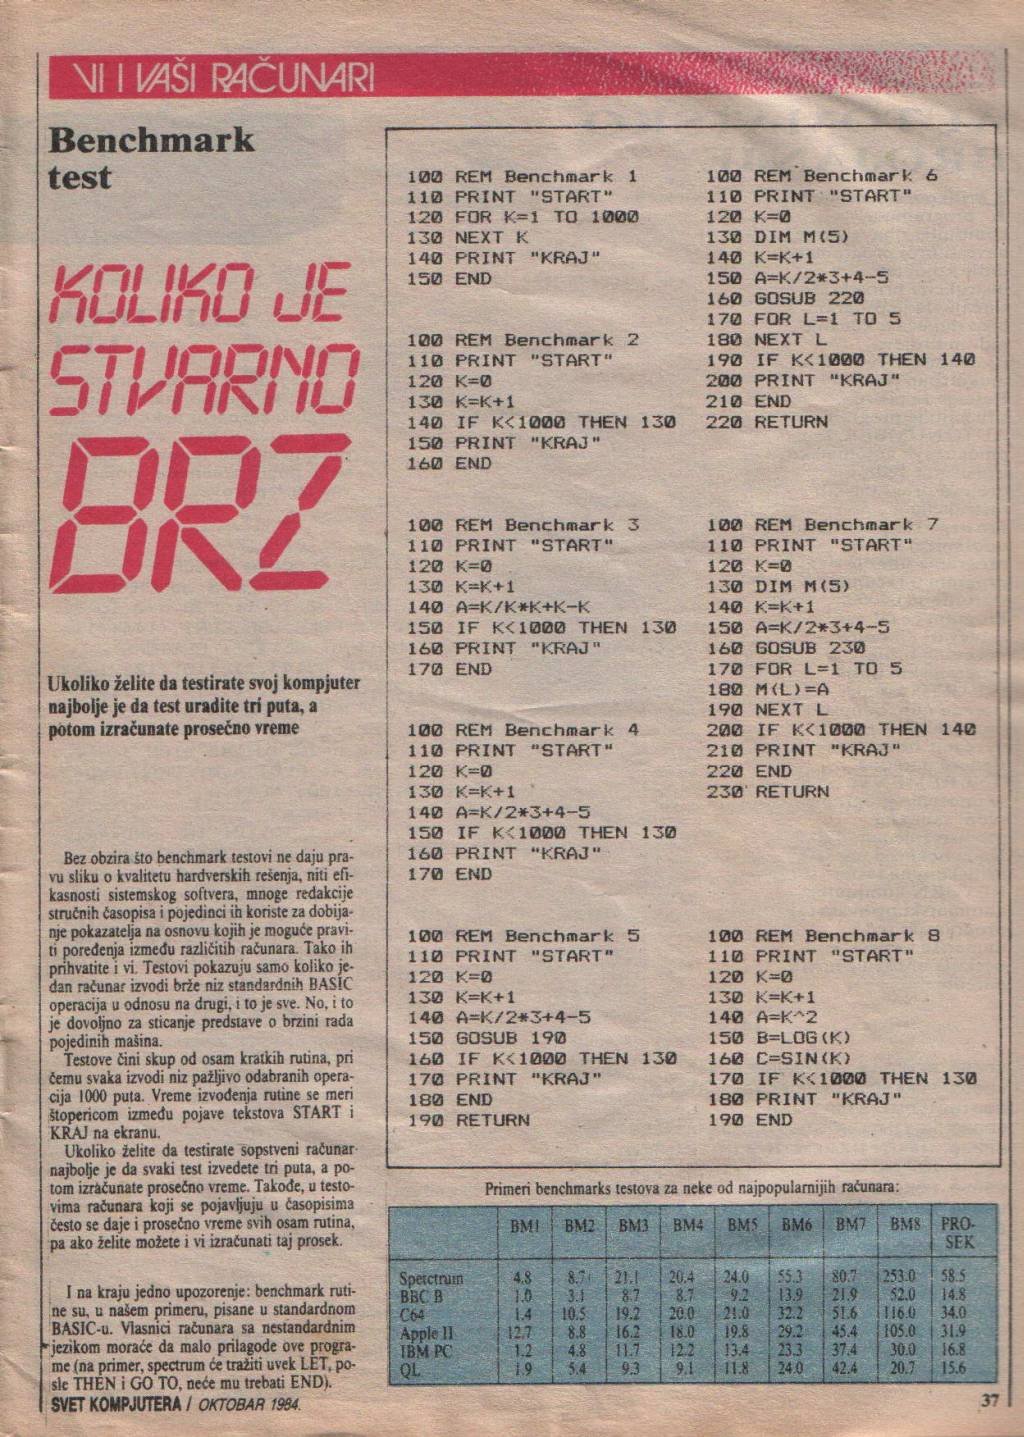 VI I VAŠI RAČUNARI
Benchmark
test
KOLIKO JE
STVARNO
BRZ
Ukoliko želite da testirate svoj kompjuter
najbolje je da test uradite tri puta, a
potom izračunate prosečno vreme
Bez obzira što benchmark testovi ne daju pra-
vu sliku o kvalitetu hardverskih rešenja, niti efi-
kasnosti sistemskog softvera, mnoge redakcije
stručnih časopisa i pojedinci ih koriste za dobija-
nje pokazatelja na osnovu kojih je moguće pravi-
ti poređenja između različitih računara. Tako ih
prihvatite i vi. Testovi pokazuju samo koliko je-
dan računar izvodi brže niz standardnih BASIC
operacija u odnosu na drugi, i to je sve. No, i to
je dovoljno za sticanje predstave o brzini rada
pojedinih mašina.
Testove čini skup od osam kratkih rutina, pri
čemu svaka izvodi niz pažljivo odabranih opera-
cija 1000 puta. Vreme izvođenja rutine se meri
štopericom između pojave tekstova START i
KRAJ na ekranu.
Ukoliko želite da testirate sopstveni računar
najbolje je da svaki test izvedete tri puta, a po-
tom izračunate prosečno vreme. Takođe, u testo-
vima računara koji se pojavljuju u časopisima
često se daje i prosečno vreme svih osam rutina,
pa ako želite možete i vi izračunati taj prosek.
I na kraju jedno upozorenje: benchmark ruti-
ne su, u našem primeru, pisane u standardnom
BASIC-u. Vlasnici računara sa nestandardnim
jezikom moraće da malo prilagode ove progra-
me (na primer, spectrum će tražiti uvek LET, po-
sle THEN i GO TO, neće mu trebati END).
100 REM Benchmark 1
110 PRINT "START"
120 FOR K=1 TO 1000
130 NEXT K
140 PRINT "KRAJ"
150 END
100 REM Benchmark 2
110 PRINT "START"
120 K=0
130 K=K+1
140 IF K<1000 THEN 130
150 PRINT "KRAJ"
160 END
100 REM Benchmark 3
110 PRINT "START"
120 K=0
130 K=K+1
140 A=K/K*K+K-K
150 IF K<1000 THEN 130
160 PRINT "KRAJ"
170 END
100 REM Benchmark 4
110 PRINT "START"
120 K=0
130 K=K+1
140 A=K/2*3+4-5
150 IF K<1000 THEN 130
160 PRINT "KRAJ"
170 END
100 REM Benchmark 5
110 PRINT "START"
120 K=0
130 K=K+1
140 A=K/2*3+4-5
150 GOSUB 190
160 IF K<1000 THEN 130
170 PRINT "KRAJ"
180 END
190 RETURN
100 REM Benchmark 6
110 PRINT "START"
120 K=0
130 DIM M(5)
140 K=K+1
150 A=K/2*3+4-5
160 GOSUB 220
170 FOR L=1 TO 5
180 NEXT L
190 IF K<1000 THEN 140
200 PRINT "KRAJ"
210 END
220 RETURN
100 REM Benchmark 7
110 PRINT "START"
120 K=0
130 DIM M(5)
140 K=K+1
150 A=K/2*3+4-5
160 GOSUB 230
170 FOR L=1 TO 5
180 M(L)=A
190 NEXT L
200 IF K<1000 THEN 140
210 PRINT "KRAJ"
220 END
230 RETURN
100 REM Benchmark 8
110 PRINT "START"
120 K=0
130 K=K+1
140 A=K^2
150 B=LOG(K)
160 C=SIN(K)
170 IF K<1000 THEN 130
180 PRINT "KRAJ"
190 END
Primeri benchmarks testova za neke od najpopularnijih računara:
BM1 BM2 BM3 BM4 BM5 BM6 BM7 BM8 PRO-
SEK
Spetctrum 4.8 8.7 21.1 20.4 24.0 55.3 80.7 253.0 58.5
BBC B 1.0 3.1 8.7 8.7 9.2 13.9 21.9 52.0 14.8
C64 1.4 10.5 19.2 20.0 21.0 32.2 51.6 116.0 34.0
Apple II 12.7 8.8 16.2 18.0 19.8 29.2 45.4 105.0 31.9
IBM PC 1.2 4.8 11.7 12.2 13.4 23.3 37.4 30.0 16.8
QL 1.9 5.4 9.3 9.1 11.8 24.0 42.4 20.7 15.6
SVET KOMPJUTERA / OKTOBAR 1984.
37